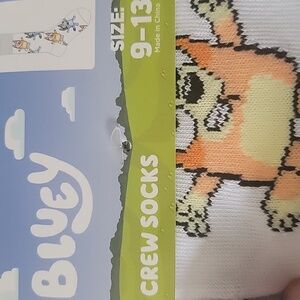 BLUEY
CREW SOCKS
SIZE:
9-13
Made in China